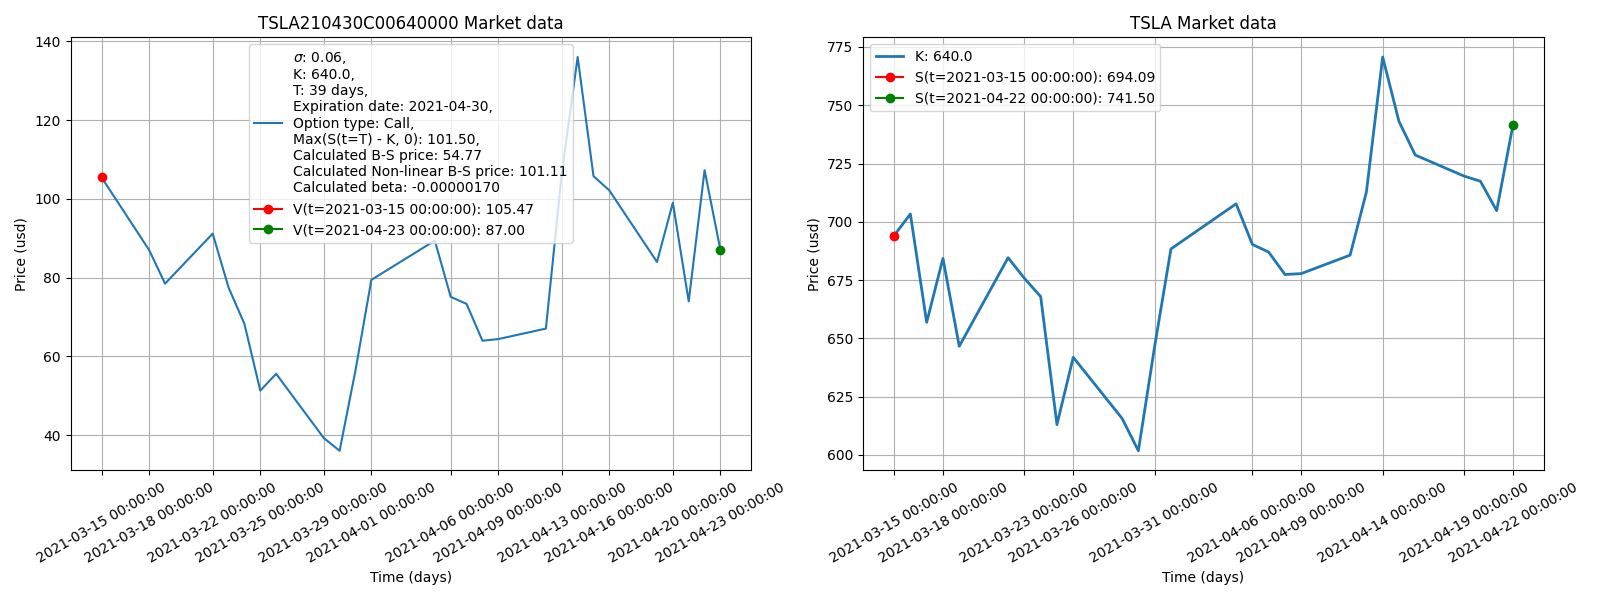 TSLA210430C00640000 Market data
Price (usd)
140
120
100
80
60
40
σ: 0.06,
K: 640.0,
T: 39 days,
Expiration date: 2021-04-30,
Option type: Call,
Max(S(t=T) - K, 0): 101.50,
Calculated B-S price: 54.77
Calculated Non-linear B-S price: 101.11
Calculated beta: -0.00000170
V(t=2021-03-15 00:00:00): 105.47
V(t=2021-04-23 00:00:00): 87.00
2021-03-15 00:00:00
2021-03-18 00:00:00
2021-03-22 00:00:00
2021-03-25 00:00:00
2021-03-29 00:00:00
2021-04-01 00:00:00
2021-04-06 00:00:00
2021-04-09 00:00:00
2021-04-13 00:00:00
2021-04-16 00:00:00
2021-04-20 00:00:00
2021-04-23 00:00:00
Time (days)
TSLA Market data
Price (usd)
775
750
725
700
675
650
625
600
K: 640.0
S(t=2021-03-15 00:00:00): 694.09
S(t=2021-04-22 00:00:00): 741.50
2021-03-15 00:00:00
2021-03-18 00:00:00
2021-03-23 00:00:00
2021-03-26 00:00:00
2021-03-31 00:00:00
2021-04-06 00:00:00
2021-04-09 00:00:00
2021-04-14 00:00:00
2021-04-19 00:00:00
2021-04-22 00:00:00
Time (days)